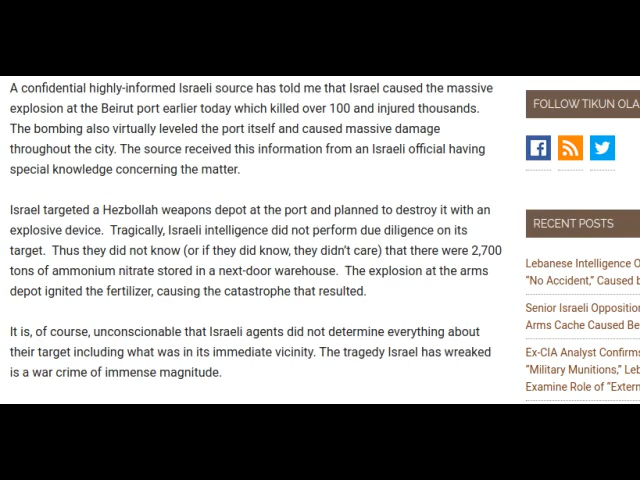 A confidential highly-informed Israeli source has told me that Israel caused the massive
explosion at the Beirut port earlier today which killed over 100 and injured thousands.
The bombing also virtually leveled the port itself and caused massive damage
throughout the city. The source received this information from an Israeli official having
special knowledge concerning the matter.
Israel targeted a Hezbollah weapons depot at the port and planned to destroy it with an
explosive device. Tragically, Israeli intelligence did not perform due diligence on its
target. Thus they did not know (or if they did know, they didn't care) that there were 2,700
tons of ammonium nitrate stored in a next-door warehouse. The explosion at the arms
depot ignited the fertilizer, causing the catastrophe that resulted.
It is, of course, unconscionable that Israeli agents did not determine everything about
their target including what was in its immediate vicinity. The tragedy Israel has wreaked
is a war crime of immense magnitude.
FOLLOW TIKUN OLA
RECENT POSTS
Lebanese Intelligence O
"No Accident," Caused b
Senior Israeli Opposition
Arms Cache Caused Be
Ex-CIA Analyst Confirms
"Military Munitions," Leb
Examine Role of "Extern